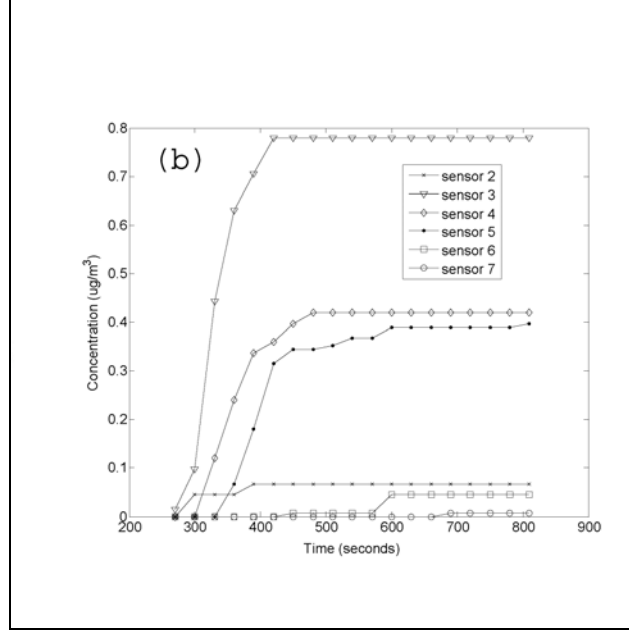 (b)
0.8
0.7
0.6
0.5
0.4
0.3
0.2
0.1
0
200 300 400 500 600 700 800 900
Concentration (ug/m³)
Time (seconds)
sensor 2
sensor 3
sensor 4
sensor 5
sensor 6
sensor 7